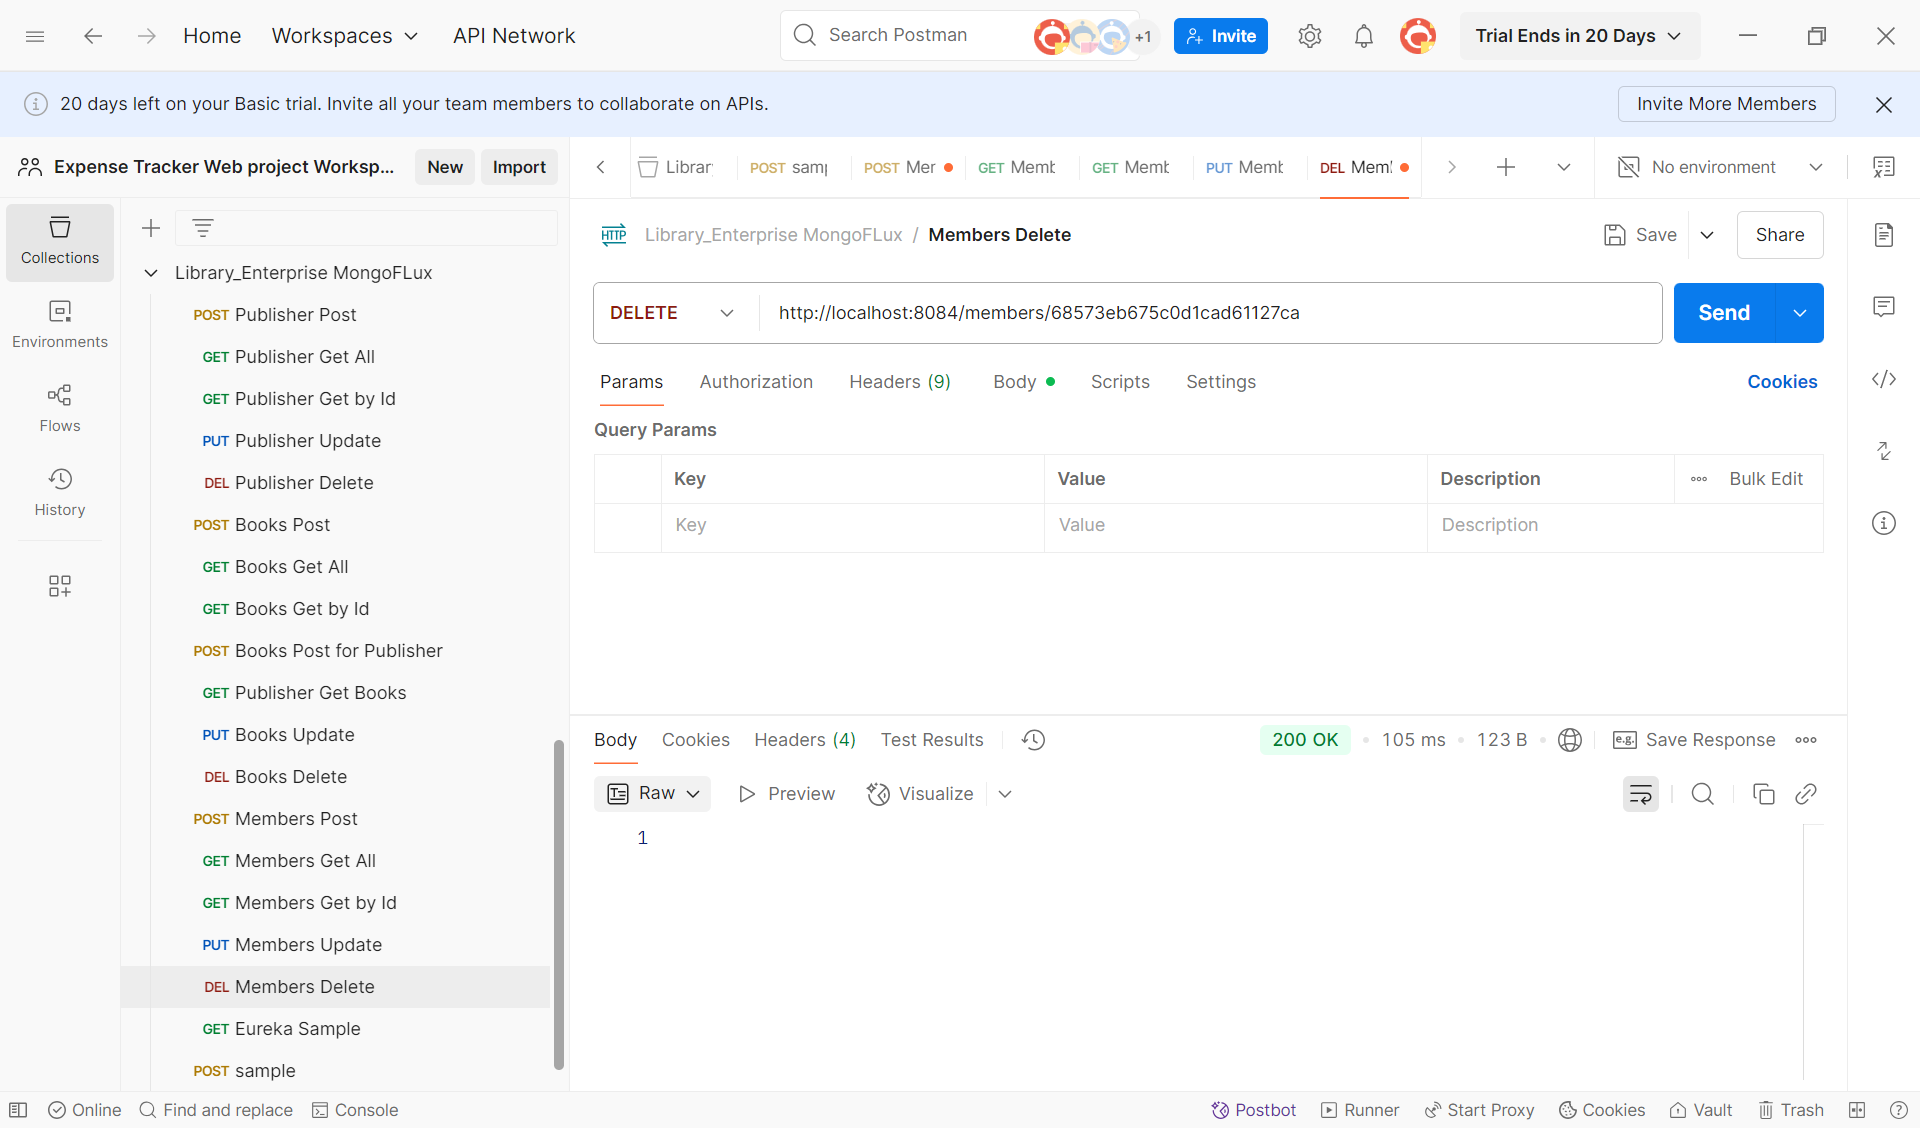 Home
Workspaces
API Network
Search Postman
+1
Invite
Trial Ends in 20 Days
20 days left on your Basic trial. Invite all your team members to collaborate on APIs.
Invite More Members
Expense Tracker Web project Worksp...
New
Import
Librar
POST samp
POST Mer
GET Memb
GET Memb
PUT Memb
DEL Meml
No environment
Collections
Environments
Flows
History
Library_Enterprise MongoFLux
POST Publisher Post
GET Publisher Get All
GET Publisher Get by Id
PUT Publisher Update
DEL Publisher Delete
POST Books Post
GET Books Get All
GET Books Get by Id
POST Books Post for Publisher
GET Publisher Get Books
PUT Books Update
DEL Books Delete
POST Members Post
GET Members Get All
GET Members Get by Id
PUT Members Update
DEL Members Delete
GET Eureka Sample
POST sample
HTTP Library_Enterprise MongoFLux / Members Delete
Save
Share
DELETE
http://localhost:8084/members/68573eb675c0d1cad61127ca
Send
Params
Authorization
Headers (9)
Body
Scripts
Settings
Cookies
Query Params
Key
Value
Description
Bulk Edit
Key
Value
Description
Body
Cookies
Headers (4)
Test Results
200 OK
105 ms
123 B
e.g. Save Response
Raw
Preview
Visualize
1
Online
Find and replace
Console
Postbot
Runner
Start Proxy
Cookies
Vault
Trash